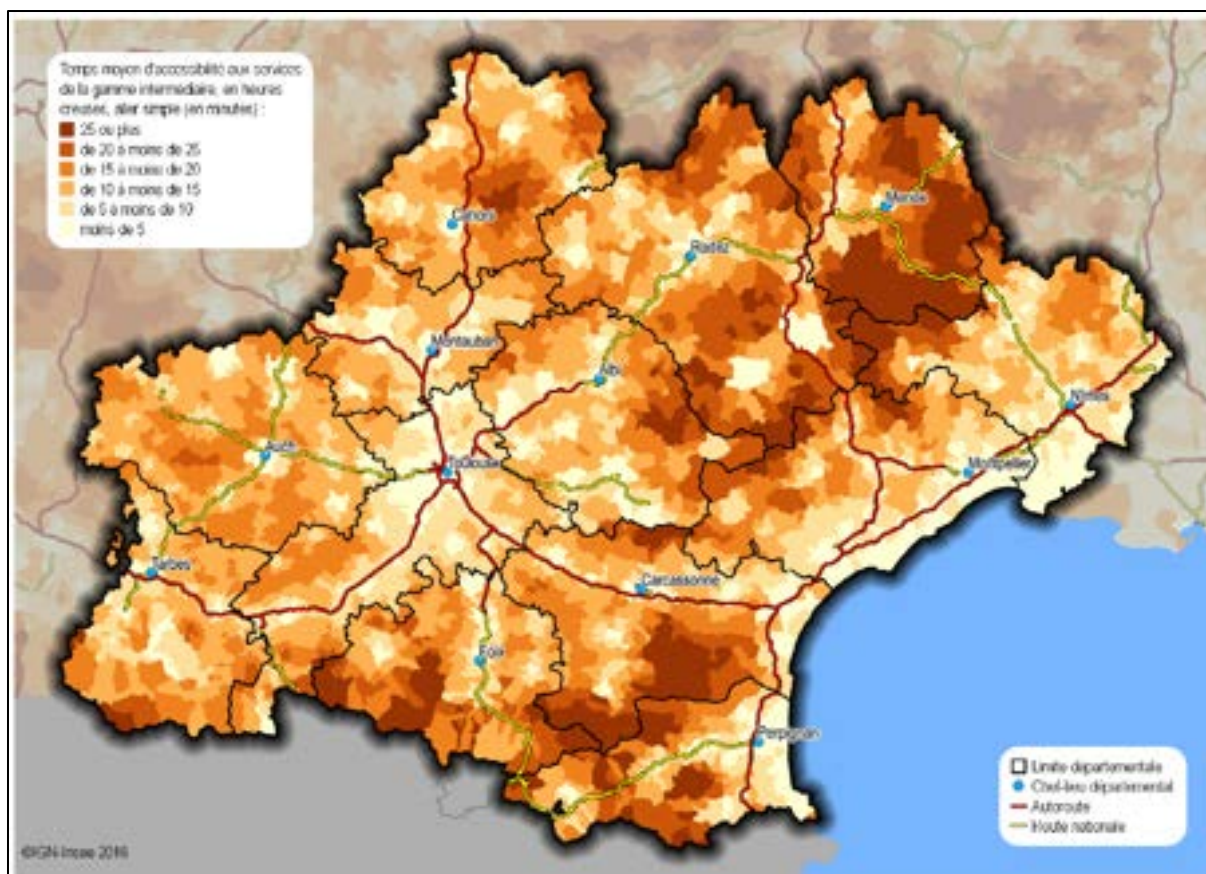 Temps moyen d'accessibilité aux services
de la gamme intermédiaire, en heures
creuses, aller simple (en minutes) :
25 ou plus
de 20 à moins de 25
de 15 à moins de 20
de 10 à moins de 15
de 5 à moins de 10
moins de 5
Mende
Cahors
Rodez
Montauban
Albi
Nîmes
Auch
Toulouse
Montpellier
Tarbes
Carcassonne
Foix
Perpignan
Limite départementale
Chef-lieu départemental
Autoroute
Route nationale
©IGN-Insee 2016